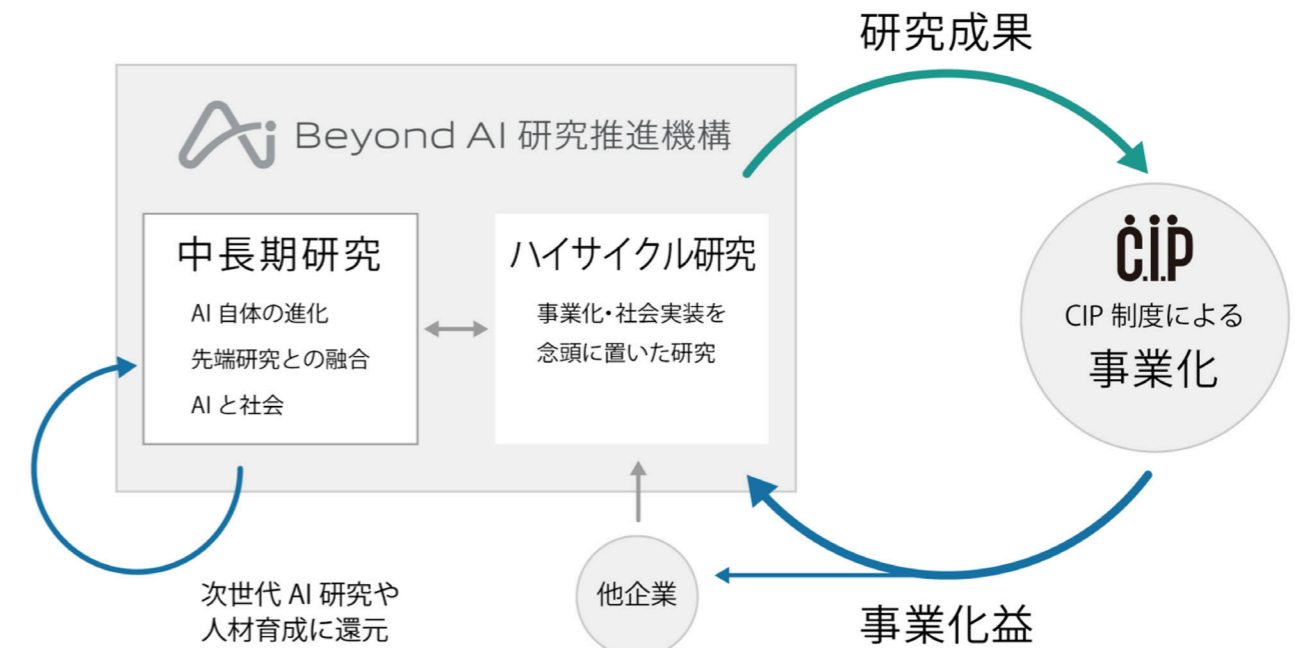 研究成果
Ai Beyond AI 研究推進機構
中長期研究
AI 自体の進化
先端研究との融合
AI と社会
ハイサイクル研究
事業化・社会実装を
念頭に置いた研究
C.I.P
CIP 制度による
事業化
次世代 AI 研究や
人材育成に還元
他企業
事業化益